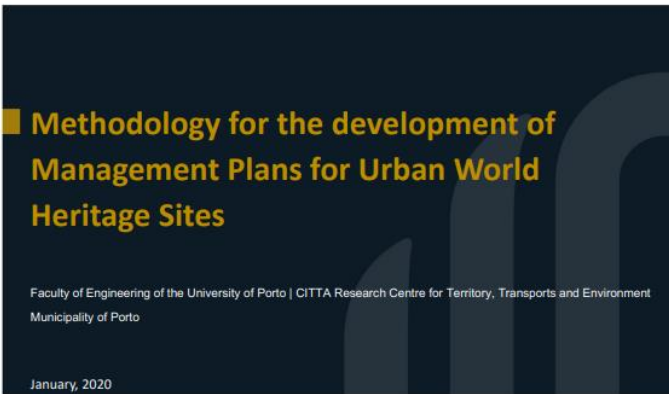 Methodology for the development of
Management Plans for Urban World
Heritage Sites
Faculty of Engineering of the University of Porto | CITTA Research Centre for Territory, Transports and Environment
Municipality of Porto
January, 2020